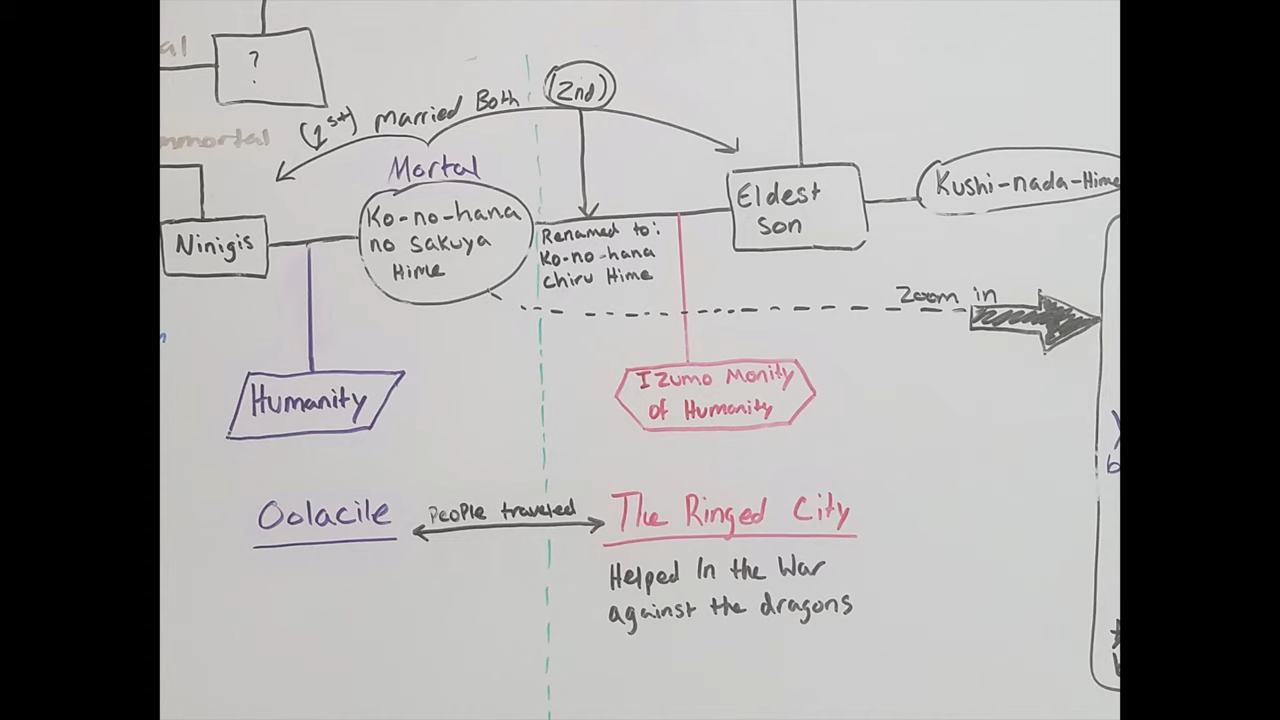 al
?
(1st) Married Both
(2nd)
mmortal
Mortal
Ninigis
Ko-no-hana
no Sakuya
Hime
Renamed to:
Ko-no-hana
chiru Hime
Eldest
son
Kushi-nada-Hime
Zoom in
Humanity
Izumo Monity
of Humanity
Oolacile
People traveled
The Ringed City
Helped In the War
against the dragons